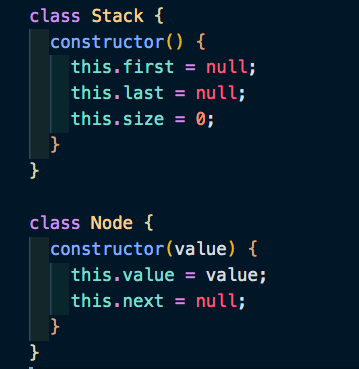 class Stack {
  constructor() {
    this.first = null;
    this.last = null;
    this.size = 0;
  }
}

class Node {
  constructor(value) {
    this.value = value;
    this.next = null;
  }
}